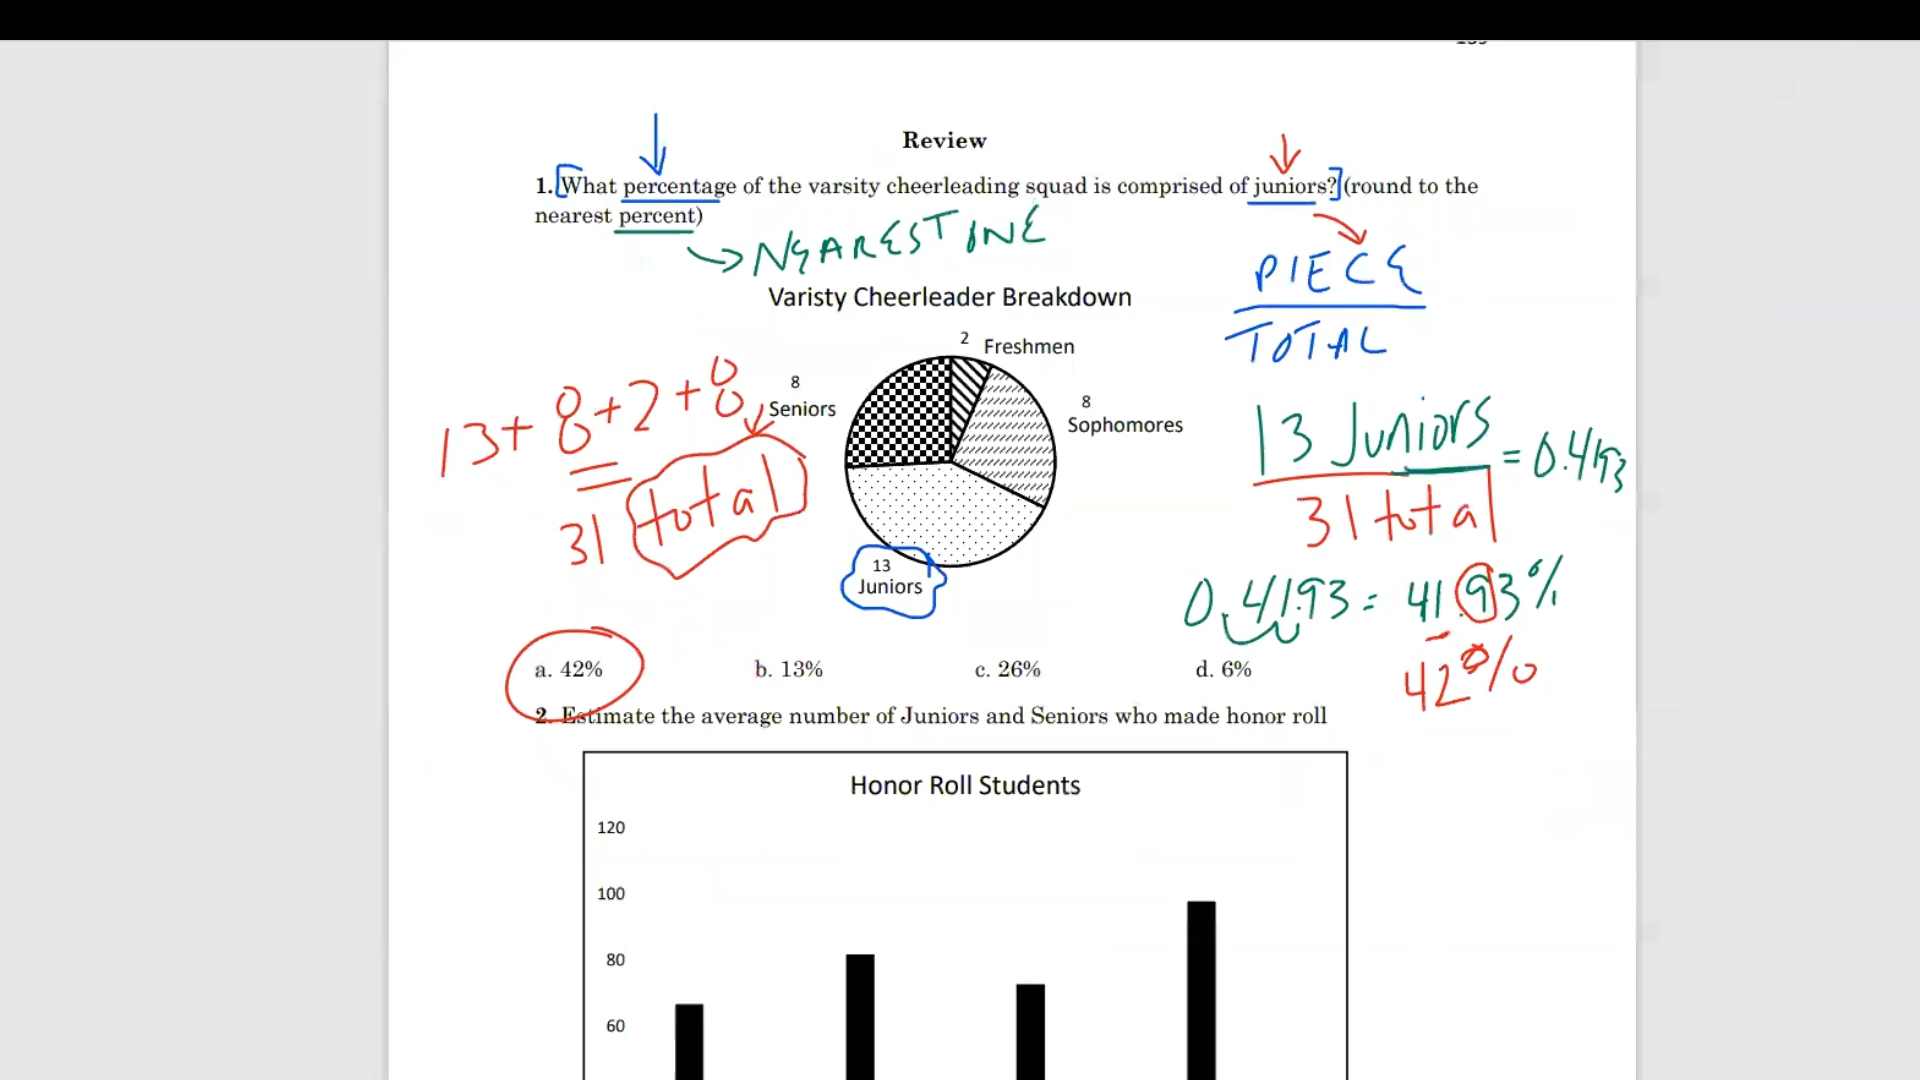 Review
1. What percentage of the varsity cheerleading squad is comprised of juniors? (round to the
nearest percent)
NEAREST ONE
PIECE
TOTAL
Varisty Cheerleader Breakdown
2 Freshmen
8
Seniors
8
Sophomores
13
Juniors
13+8+2+8
31 total
13 Juniors = 0.4193
31 total
0.4193 = 41.93%
42%
a. 42% b. 13% c. 26% d. 6%
2. Estimate the average number of Juniors and Seniors who made honor roll
Honor Roll Students
120
100
80
60